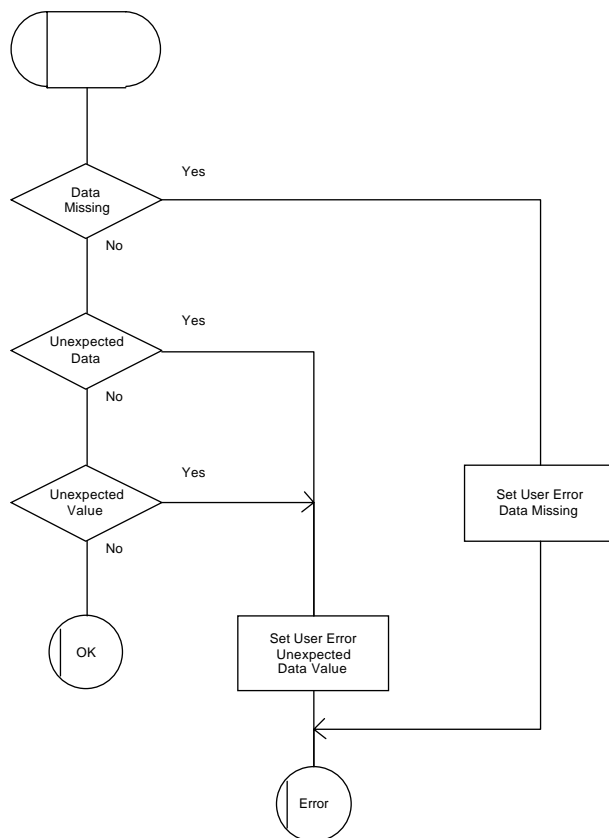 Yes
Data
Missing
No
Yes
Unexpected
Data
No
Yes
Unexpected
Value
No
Set User Error
Data Missing
OK
Set User Error
Unexpected
Data Value
Error